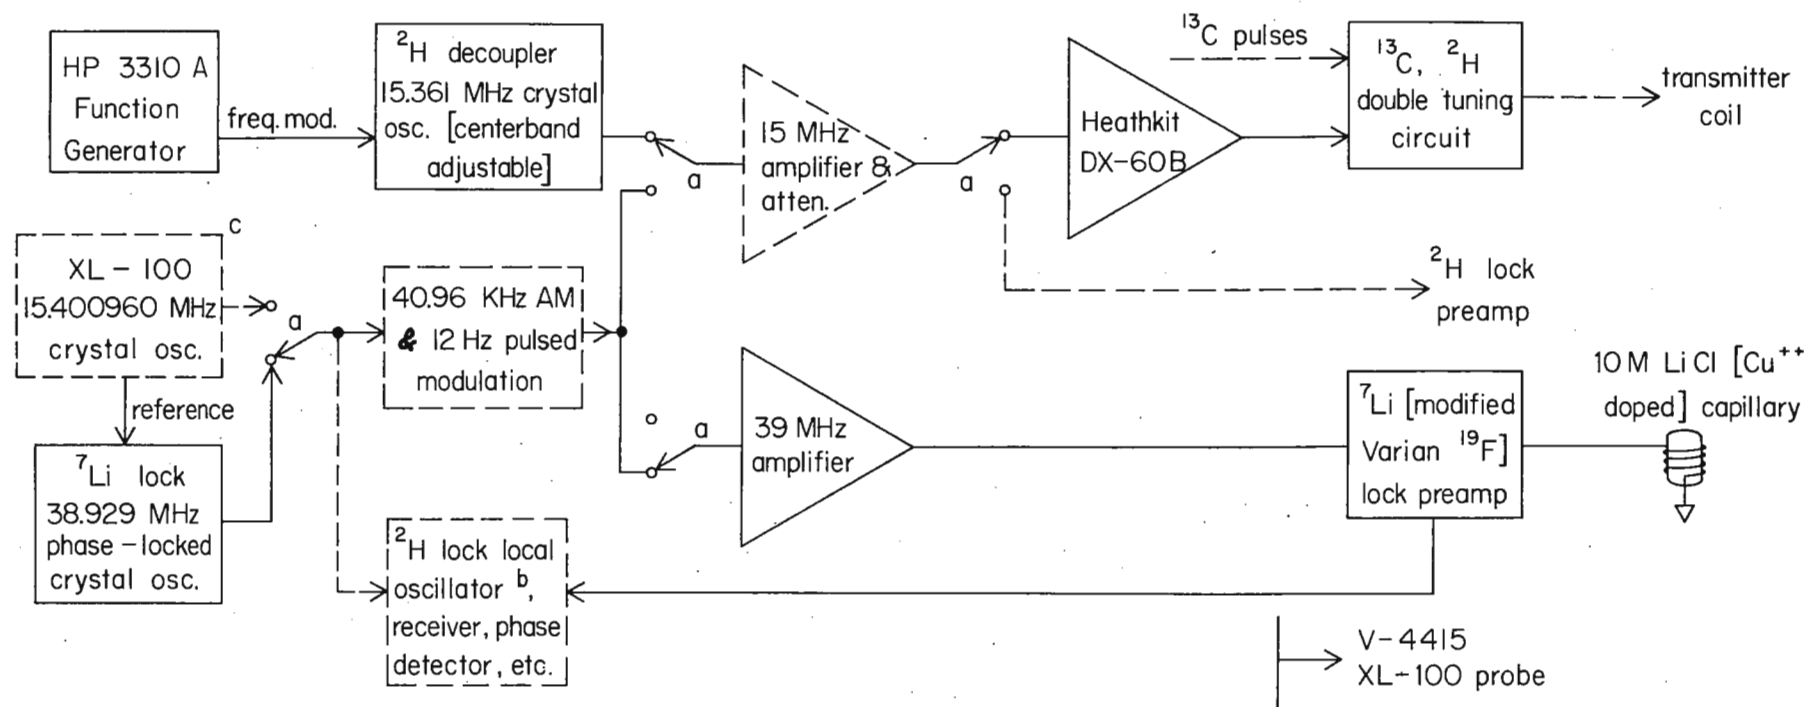 HP 3310 A
Function
Generator
freq. mod.
²H decoupler
15.361 MHz crystal
osc. [centerband
adjustable]
a
15 MHz
amplifier &
atten.
a
Heathkit
DX-60B
¹³C pulses
¹³C, ²H
double tuning
circuit
transmitter
coil
c
XL-100
15.400960 MHz
crystal osc.
a
reference
⁷Li lock
38.929 MHz
phase-locked
crystal osc.
40.96 KHz AM
& 12 Hz pulsed
modulation
²H lock
preamp
a
39 MHz
amplifier
⁷Li [modified
Varian ¹⁹F]
lock preamp
10 M LiCl [Cu⁺⁺
doped] capillary
²H lock local
oscillator ᵇ,
receiver, phase
detector, etc.
V-4415
XL-100 probe